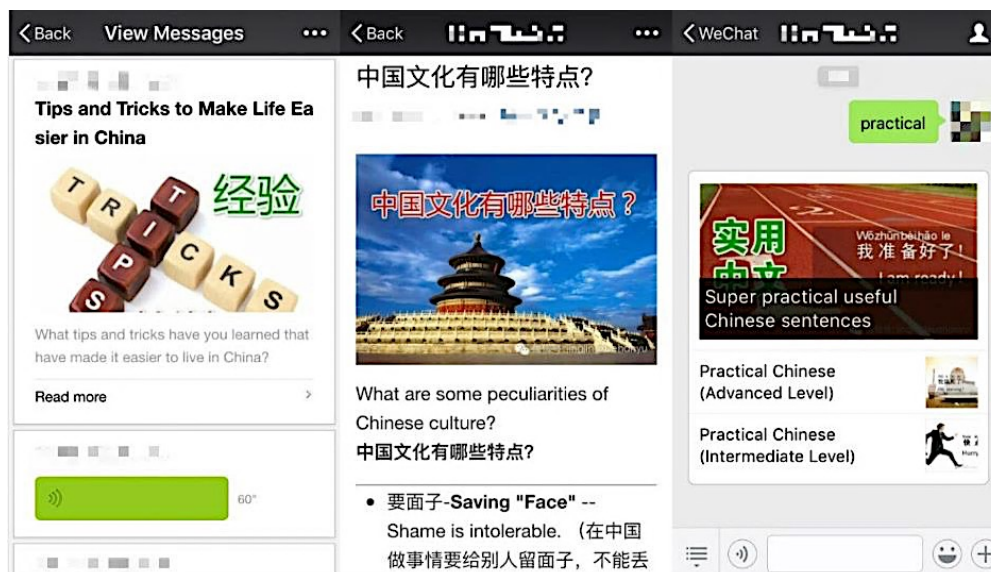 Back
View Messages
Tips and Tricks to Make Life Ea
sier in China
TRICKS
TIPS
经验
What tips and tricks have you learned that
have made it easier to live in China?
Read more
60"
Back
中国文化有哪些特点?
中国文化有哪些特点？
What are some peculiarities of
Chinese culture?
中国文化有哪些特点?
要面子-Saving "Face" --
Shame is intolerable. （在中国
做事情要给别人留面子，不能丢
WeChat
practical
实用
中文
Wǒzhǔnbèihǎo le
我准备好了！
I am ready!
Super practical useful
Chinese sentences
Practical Chinese
(Advanced Level)
Practical Chinese
(Intermediate Level)